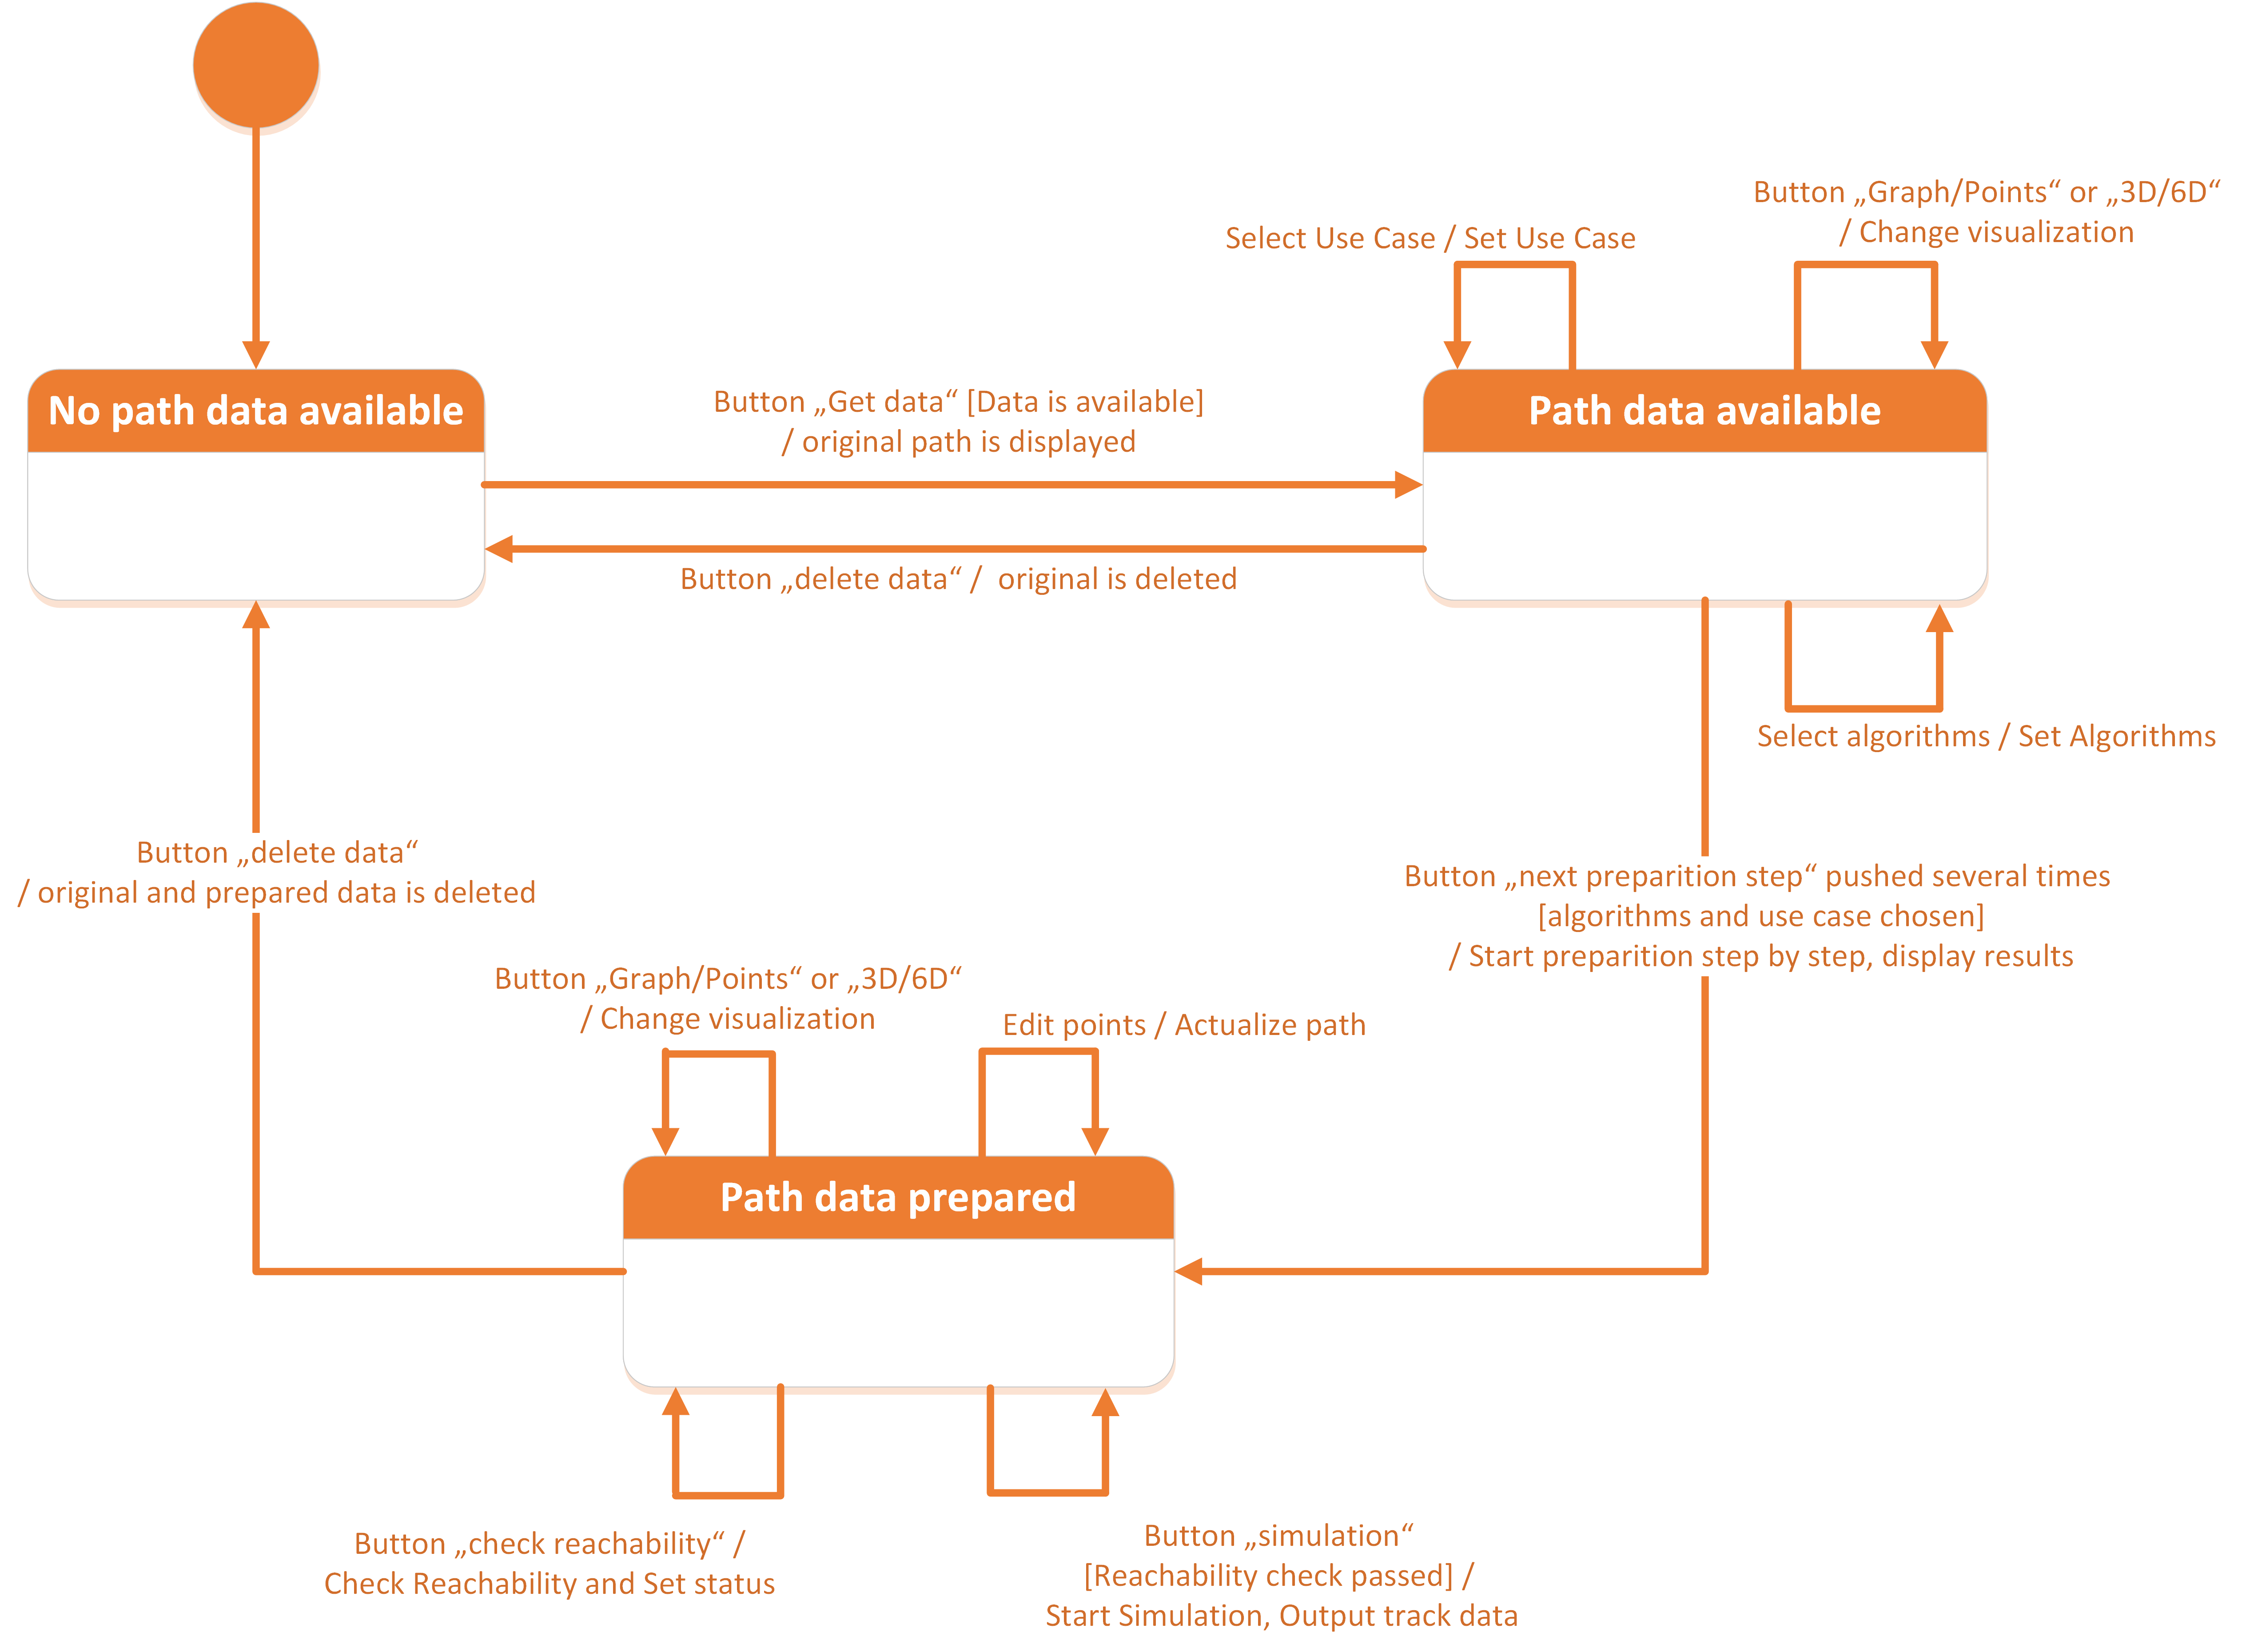 Button „Graph/Points“ or „3D/6D“
/ Change visualization
Select Use Case / Set Use Case
No path data available
Button „Get data“ [Data is available]
/ original path is displayed
Path data available
Button „delete data“ /  original is deleted
Select algorithms / Set Algorithms
Button „delete data“
/ original and prepared data is deleted
Button „next preparition step“ pushed several times
[algorithms and use case chosen]
/ Start preparition step by step, display results
Button „Graph/Points“ or „3D/6D“
/ Change visualization
Edit points / Actualize path
Path data prepared
Button „check reachability“ /
Check Reachability and Set status
Button „simulation“
[Reachability check passed] /
Start Simulation, Output track data